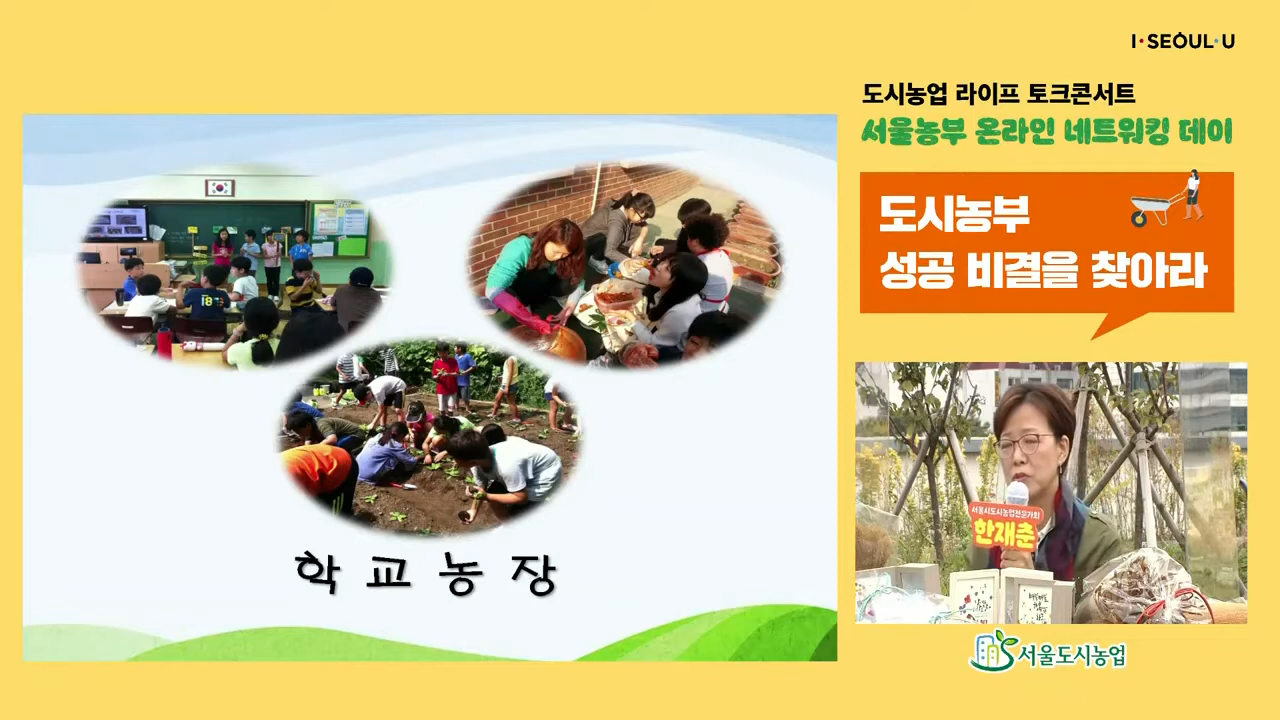 I·SEOUL·U
도시농업 라이프 토크콘서트
서울농부 온라인 네트워킹 데이
도시농부
성공 비결을 찾아라
18
학교농장
서울시도시농업전문가회
한재춘
서울도시농업